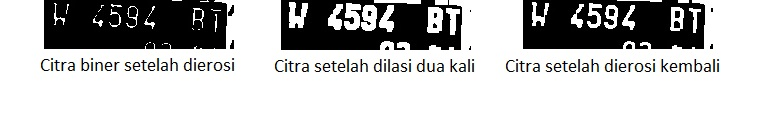 W 4594 BT
W 4594 BT
W 4594 BT
Citra biner setelah dierosi
Citra setelah dilasi dua kali
Citra setelah dierosi kembali